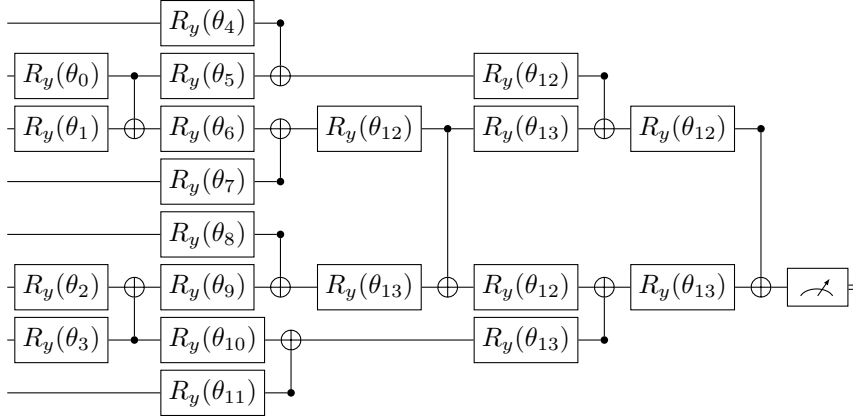 R_y(θ_4)
R_y(θ_0) R_y(θ_5) R_y(θ_12)
R_y(θ_1) R_y(θ_6) R_y(θ_12) R_y(θ_13) R_y(θ_12)
R_y(θ_7)
R_y(θ_8)
R_y(θ_2) R_y(θ_9) R_y(θ_13) R_y(θ_12) R_y(θ_13)
R_y(θ_3) R_y(θ_10) R_y(θ_13)
R_y(θ_11)